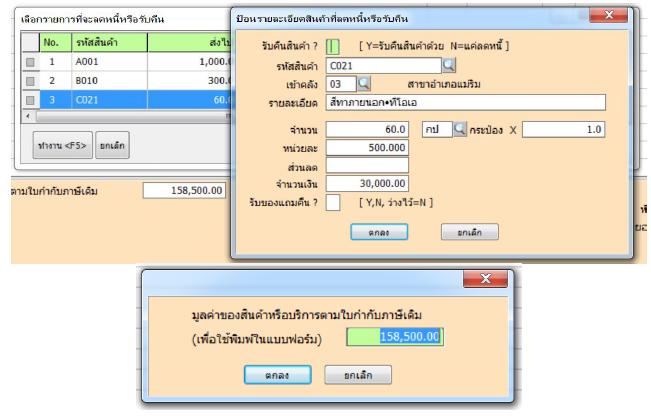 เลือกรายการที่จะลดหนี้หรือรับคืน
No. รหัสสินค้า ส่งไป
1 A001 1,000.0
2 B010 300.0
3 C021 60.0
ทำงาน <F5> ยกเลิก
ตามใบกำกับภาษีเดิม 158,500.00
ป้อนรายละเอียดสินค้าที่ลดหนี้หรือรับคืน
รับคืนสินค้า ? [ Y=รับคืนสินค้าด้วย N=แค่ลดหนี้ ]
รหัสสินค้า C021
เข้าคลัง 03 สาขาอำเภอแมริม
รายละเอียด สีทาภายนอก•ทีโอเอ
จำนวน 60.0 กป กระป๋อง X 1.0
หน่วยละ 500.000
ส่วนลด
จำนวนเงิน 30,000.00
รับของแถมคืน ? [ Y,N, ว่างไว้=N ]
ตกลง ยกเลิก
มูลค่าของสินค้าหรือบริการตามใบกำกับภาษีเดิม
(เพื่อใช้พิมพ์ในแบบฟอร์ม) 158,500.00
ตกลง ยกเลิก